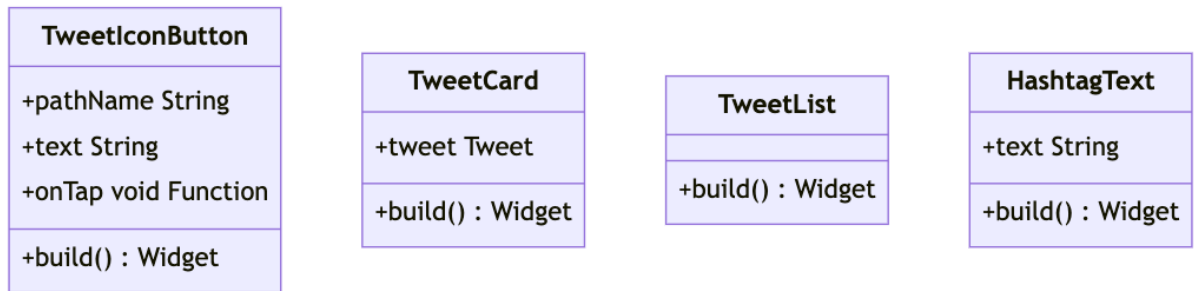 TweetIconButton
+pathName String
+text String
+onTap void Function
+build() : Widget
TweetCard
+tweet Tweet
+build() : Widget
TweetList
+build() : Widget
HashtagText
+text String
+build() : Widget